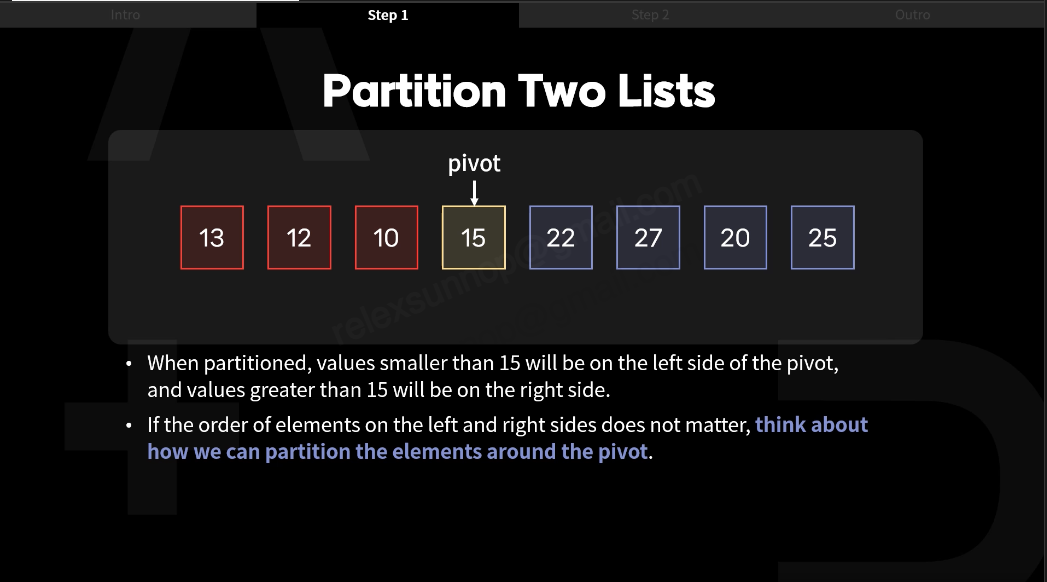 Intro
Step 1
Step 2
Outro
Partition Two Lists
pivot
13 12 10 15 22 27 20 25
relexsunhop@gmail.com
• When partitioned, values smaller than 15 will be on the left side of the pivot,
and values greater than 15 will be on the right side.
• If the order of elements on the left and right sides does not matter, think about
how we can partition the elements around the pivot.